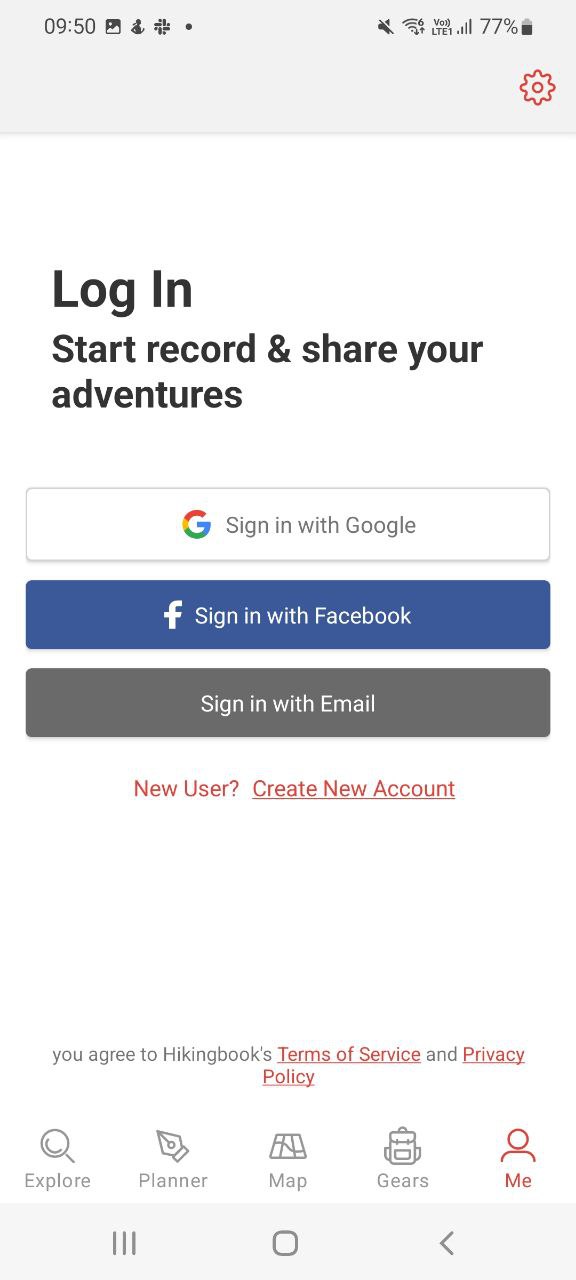 09:50 77%
Vo))
LTE1
Log In
Start record & share your
adventures
Sign in with Google
Sign in with Facebook
Sign in with Email
New User? Create New Account
you agree to Hikingbook's Terms of Service and Privacy
Policy
Explore Planner Map Gears Me